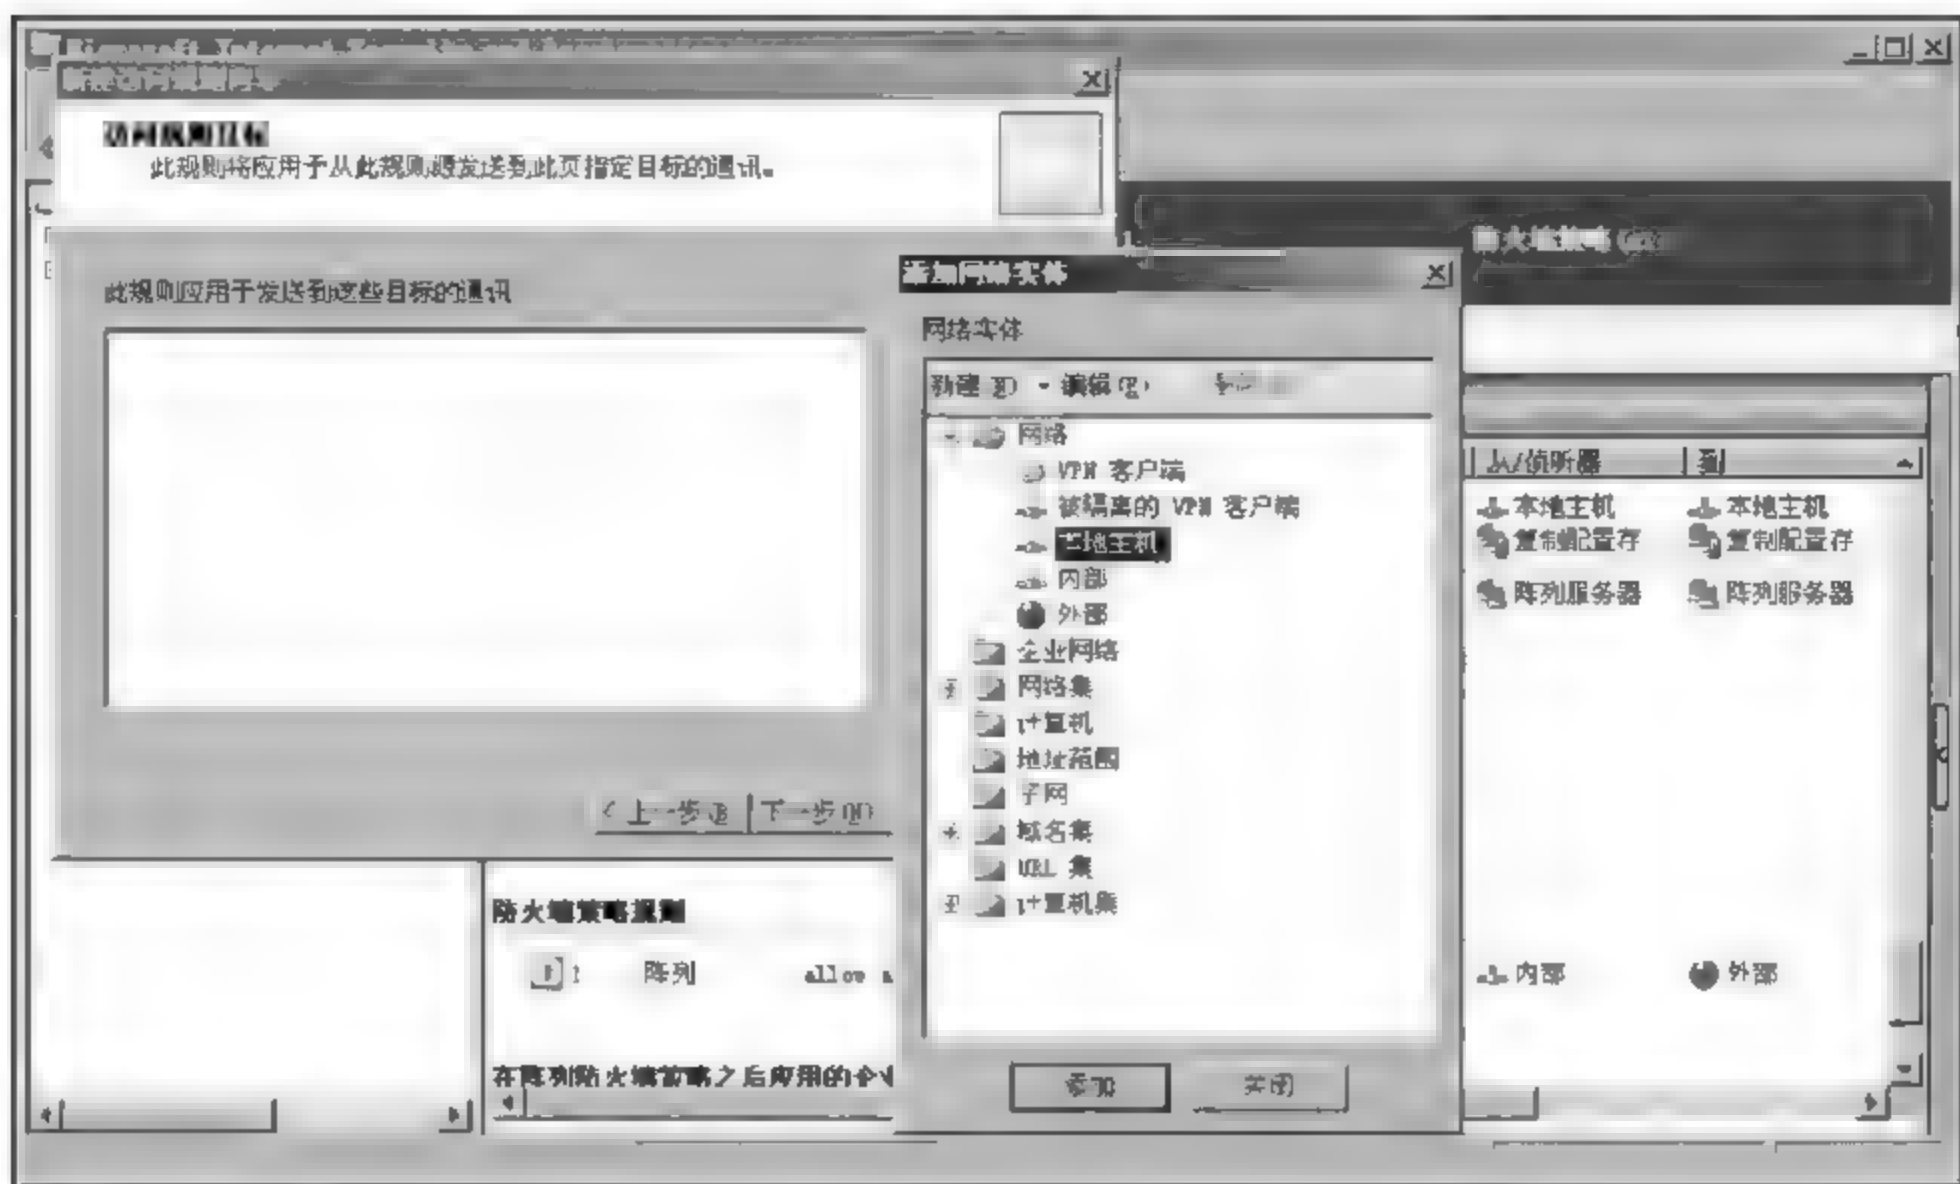 访问规则目标
此规则将应用于从此规则源发送到此页指定目标的通讯。
此规则应用于发送到这些目标的通讯
< 上一步(B)
下一步(N)
添加网络实体
网络实体
新建(N)
编辑(E)
网络
VPN 客户端
被隔离的 VPN 客户端
本地主机
内部
外部
企业网络
网络集
计算机
地址范围
子网
域名集
URL 集
计算机集
添加
关闭
防火墙策略
从/侦听器 到
本地主机 本地主机
复制配置存 复制配置存
阵列服务器 阵列服务器
内部 外部
防火墙策略规则
阵列 allow
在阵列防火墙策略之后应用的企业